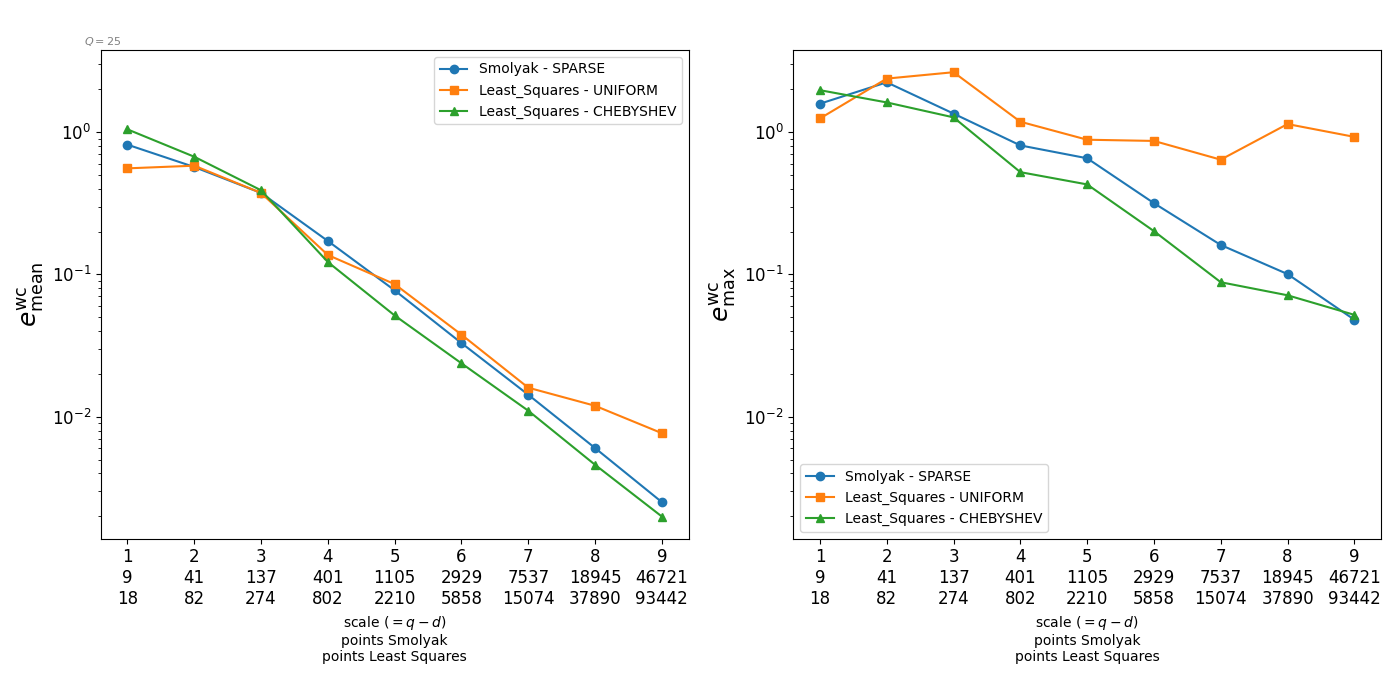 Q = 25
Smolyak - SPARSE
Least_Squares - UNIFORM
Least_Squares - CHEBYSHEV
10⁰
10⁻¹
10⁻²
e^wc_mean
1 2 3 4 5 6 7 8 9
9 41 137 401 1105 2929 7537 18945 46721
18 82 274 802 2210 5858 15074 37890 93442
scale (= q − d)
points Smolyak
points Least Squares
10⁰
10⁻¹
10⁻²
e^wc_max
Smolyak - SPARSE
Least_Squares - UNIFORM
Least_Squares - CHEBYSHEV
1 2 3 4 5 6 7 8 9
9 41 137 401 1105 2929 7537 18945 46721
18 82 274 802 2210 5858 15074 37890 93442
scale (= q − d)
points Smolyak
points Least Squares